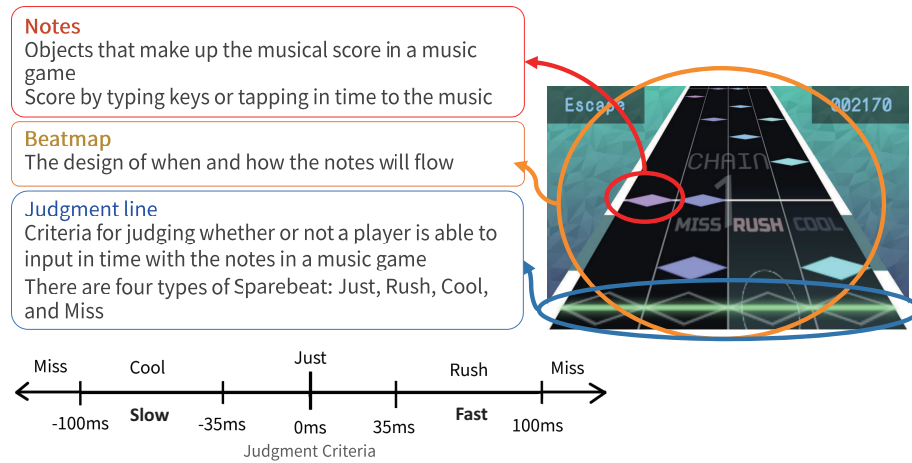 Notes
Objects that make up the musical score in a music
game
Score by typing keys or tapping in time to the music
Beatmap
The design of when and how the notes will flow
Judgment line
Criteria for judging whether or not a player is able to
input in time with the notes in a music game
There are four types of Sparebeat: Just, Rush, Cool,
and Miss
Escape
002170
CHAIN
1
MISS RUSH COOL
Miss Cool Just Rush Miss
-100ms Slow -35ms 0ms 35ms Fast 100ms
Judgment Criteria